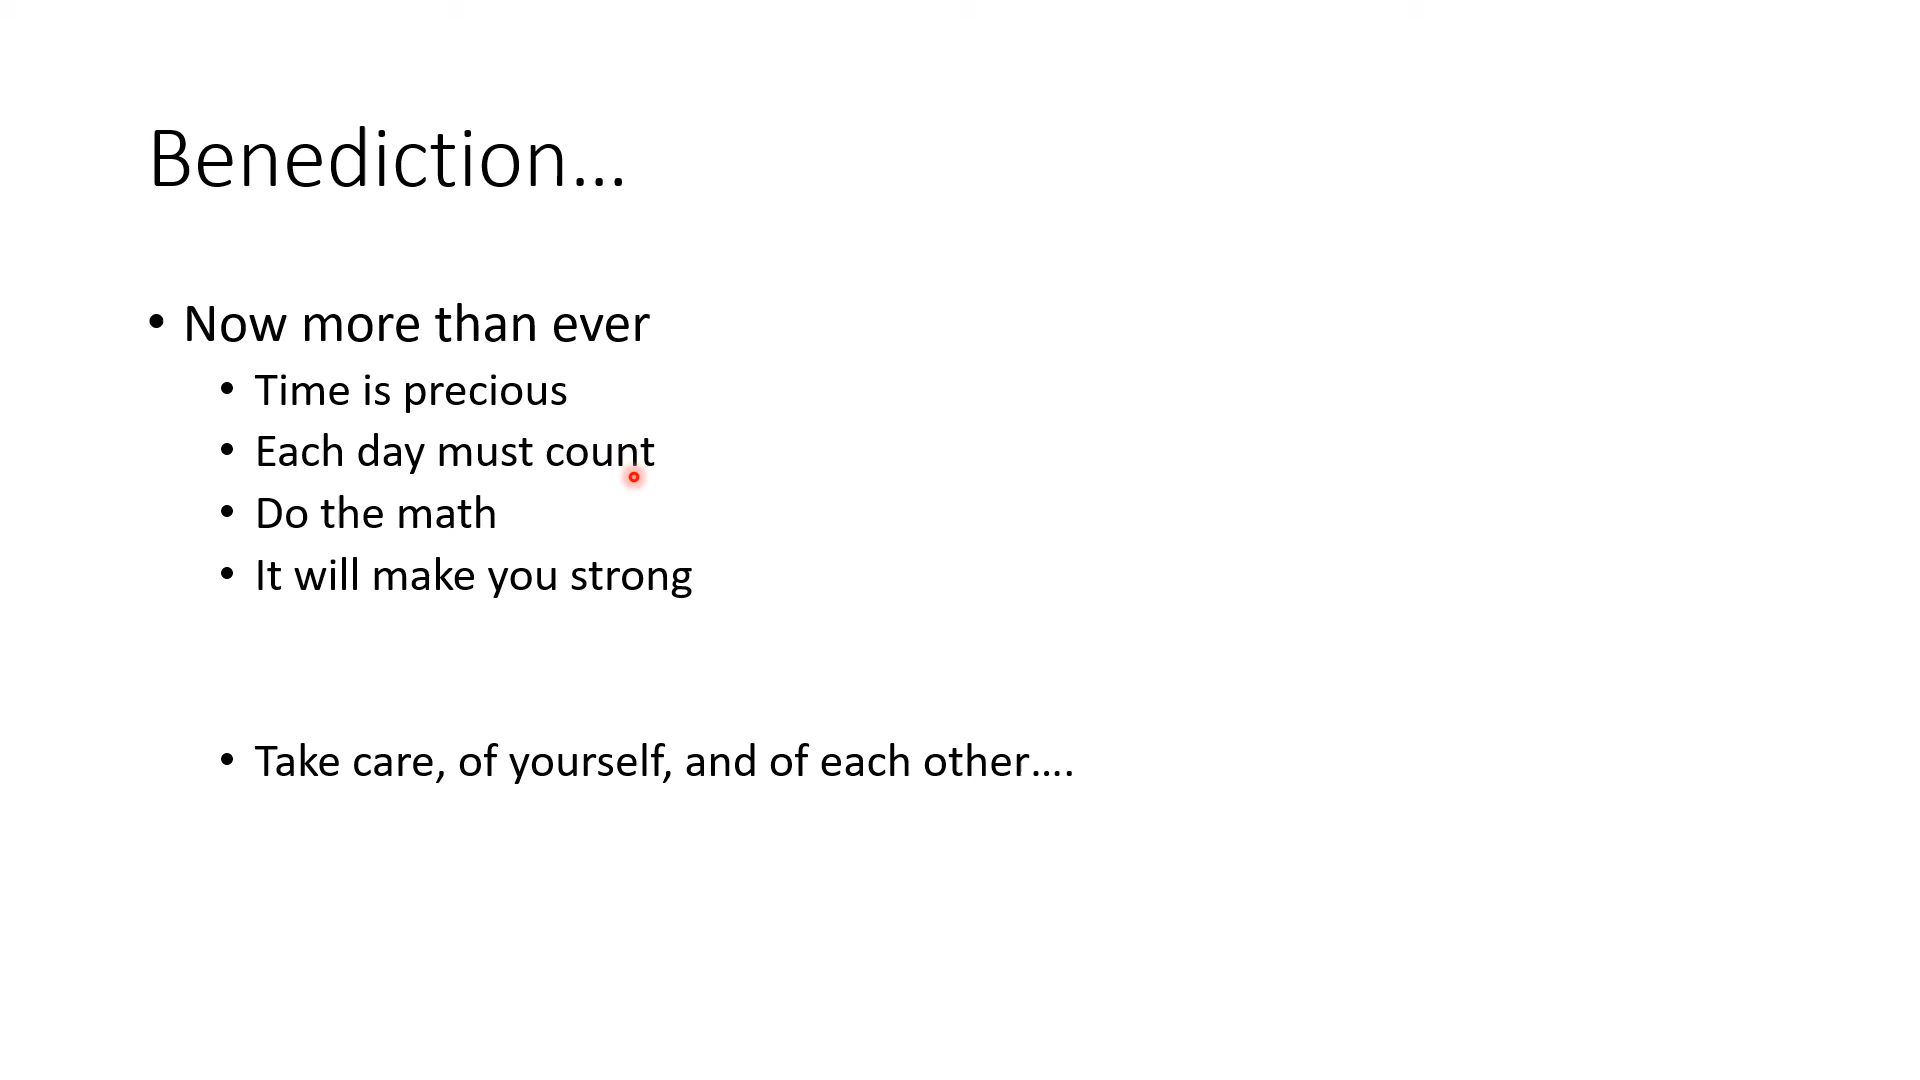 Benediction...
• Now more than ever
• Time is precious
• Each day must count
• Do the math
• It will make you strong
• Take care, of yourself, and of each other....